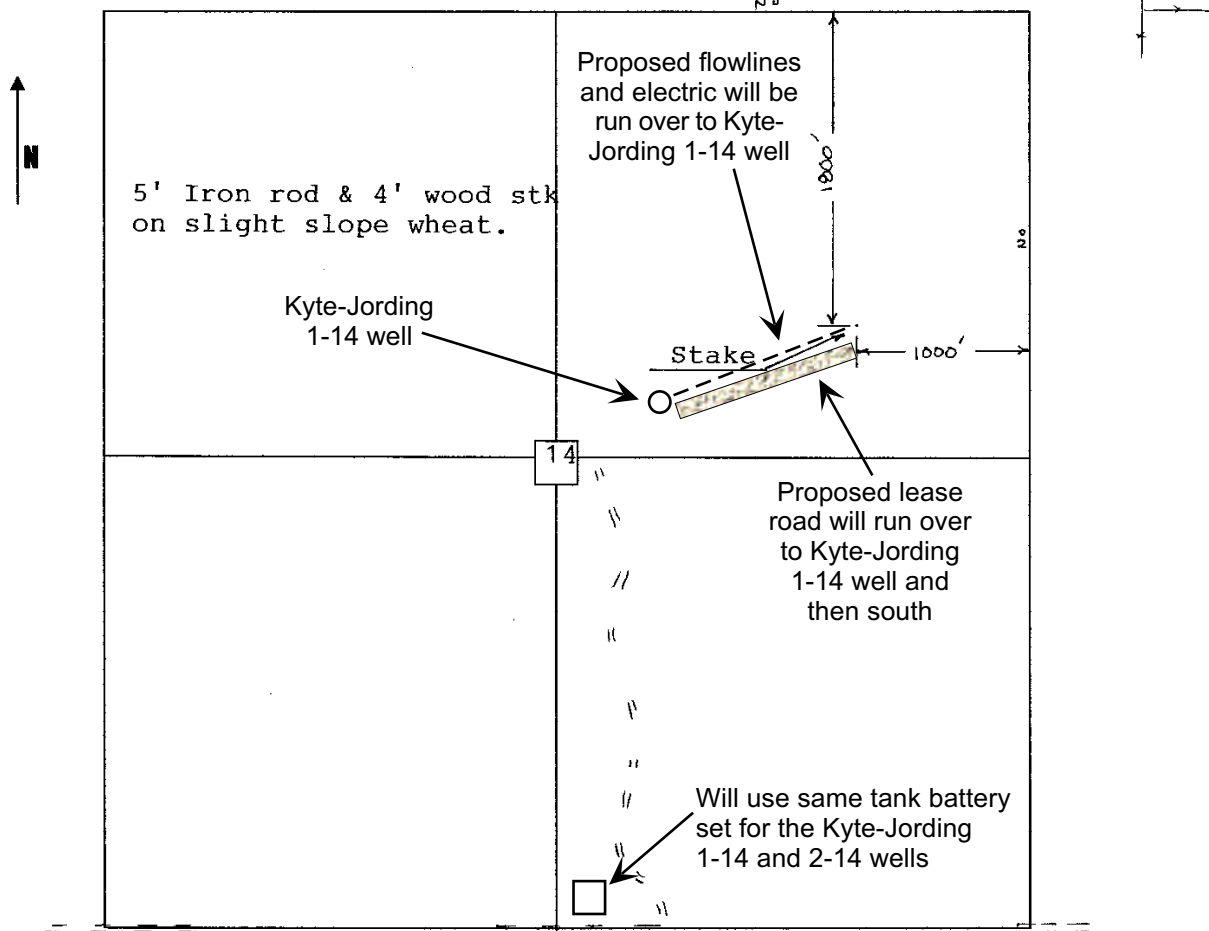 Proposed flowlines
and electric will be
run over to Kyte-
Jording 1-14 well
1800'
N
5' Iron rod & 4' wood stk
on slight slope wheat.
Kyte-Jording
1-14 well
Stake
1000'
14
Proposed lease
road will run over
to Kyte-Jording
1-14 well and
then south
Will use same tank battery
set for the Kyte-Jording
1-14 and 2-14 wells